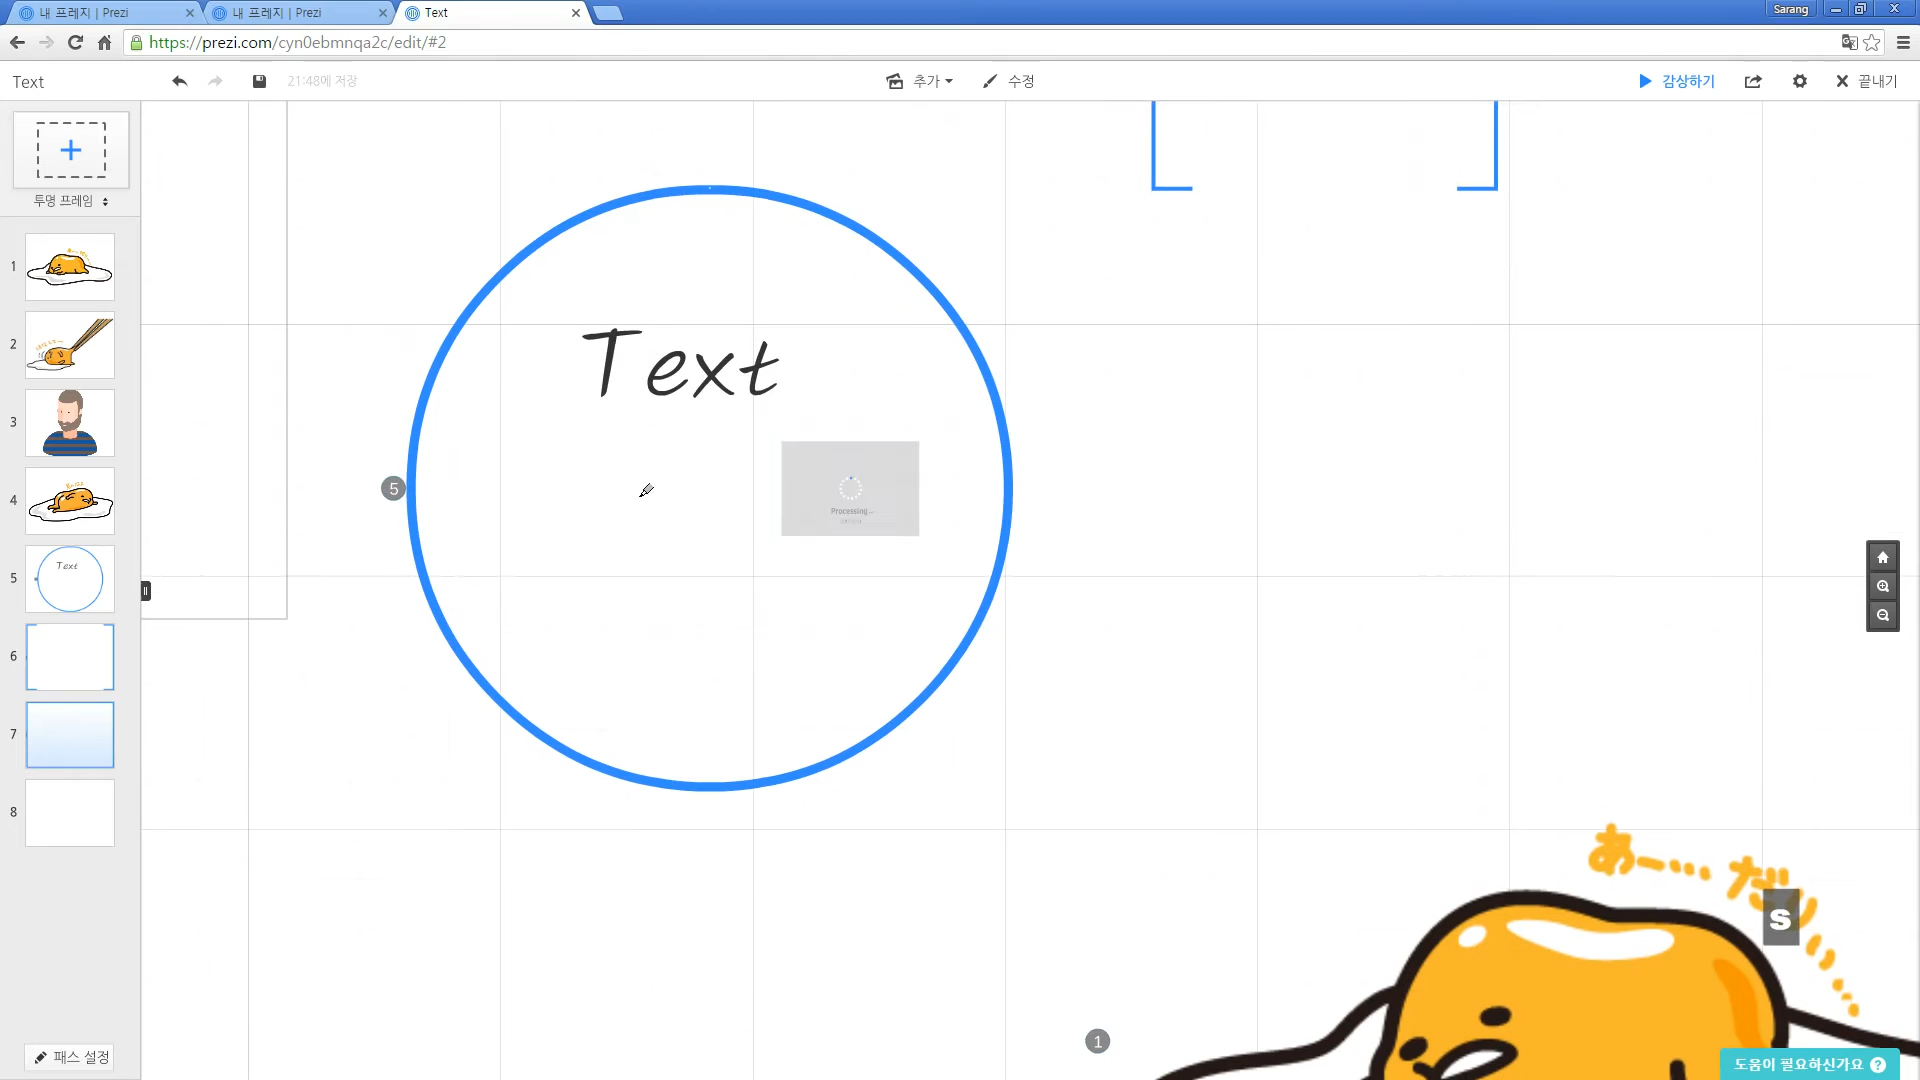 내 프레지 | Prezi
내 프레지 | Prezi
Text
Sarang
https://prezi.com/cyn0ebmnqa2c/edit/#2
Text
21:48에 저장
추가
수정
감상하기
끝내기
투명 프레임
1
2
3
4
5
Text
6
7
8
패스 설정
Text
5
Processing...
あー… だり…
S
1
도움이 필요하신가요 ?